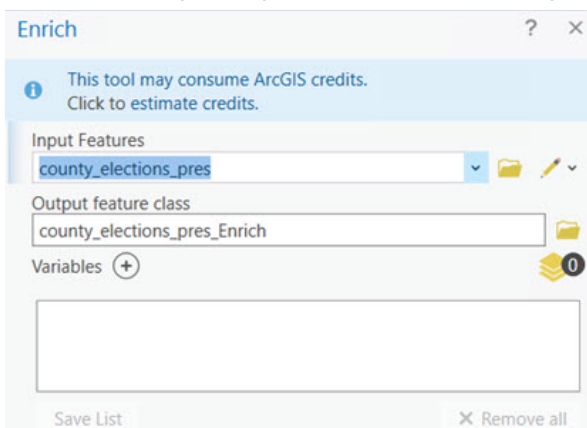 Enrich ? ×
This tool may consume ArcGIS credits.
Click to estimate credits.
Input Features
county_elections_pres
Output feature class
county_elections_pres_Enrich
Variables 0
Save List × Remove all